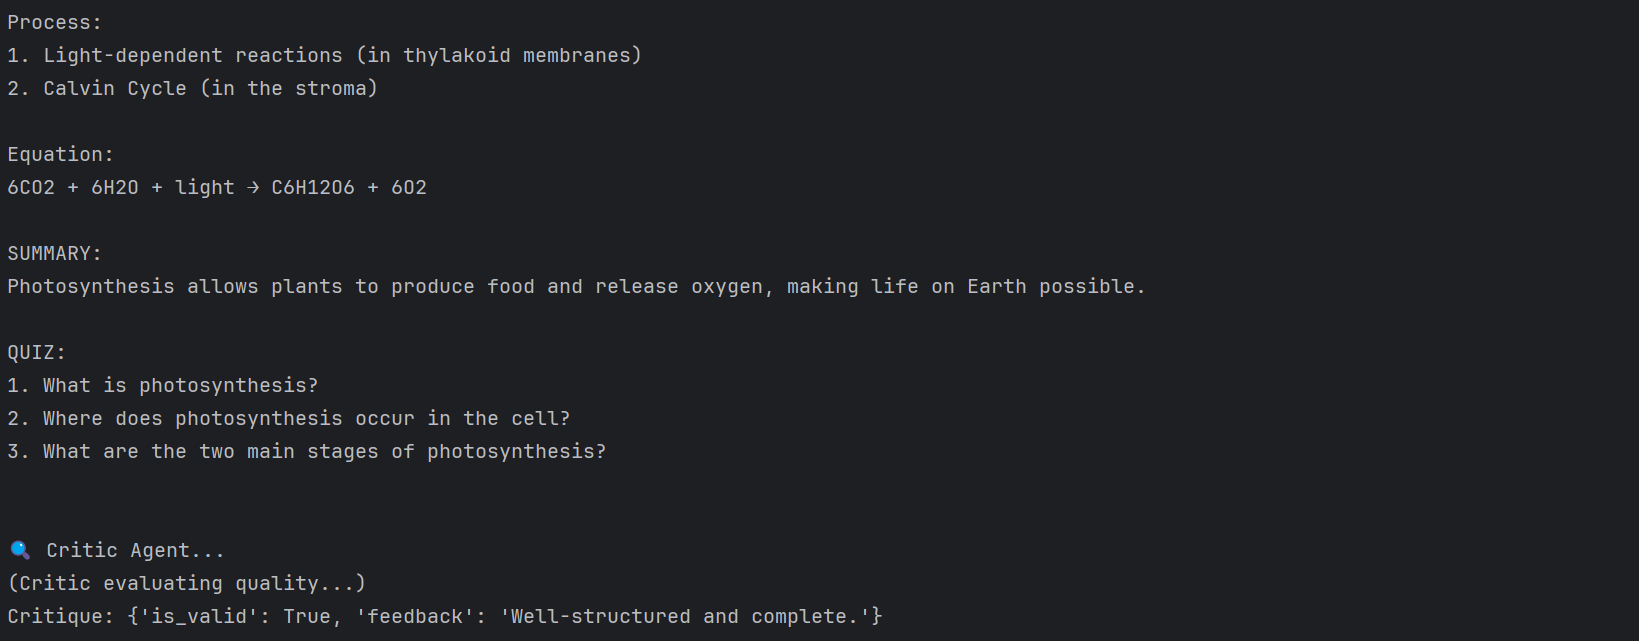 Process:
1. Light-dependent reactions (in thylakoid membranes)
2. Calvin Cycle (in the stroma)
Equation:
6CO2 + 6H2O + light → C6H12O6 + 6O2
SUMMARY:
Photosynthesis allows plants to produce food and release oxygen, making life on Earth possible.
QUIZ:
1. What is photosynthesis?
2. Where does photosynthesis occur in the cell?
3. What are the two main stages of photosynthesis?
🔍 Critic Agent...
(Critic evaluating quality...)
Critique: {'is_valid': True, 'feedback': 'Well-structured and complete.'}